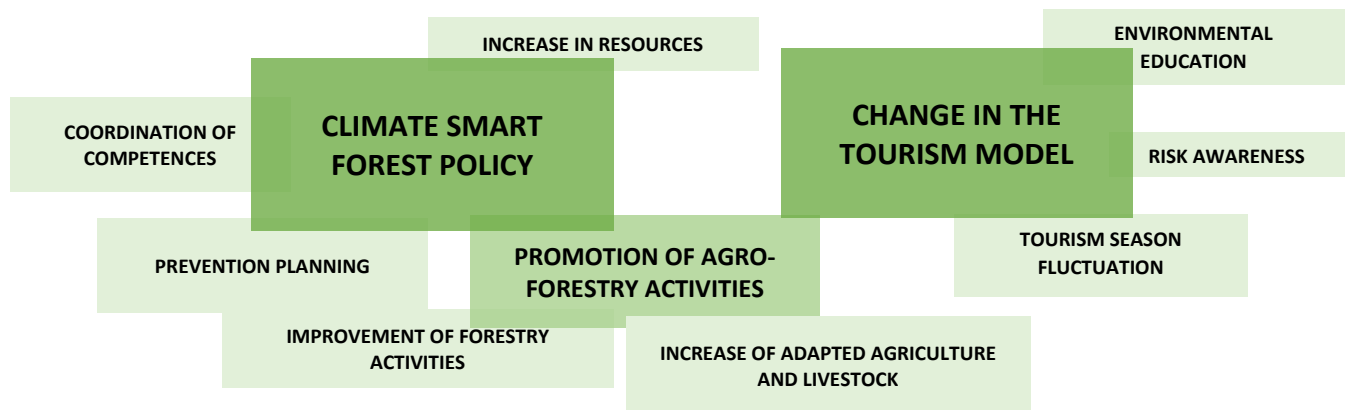 INCREASE IN RESOURCES
ENVIRONMENTAL
EDUCATION
CLIMATE SMART
FOREST POLICY
CHANGE IN THE
TOURISM MODEL
COORDINATION OF
COMPETENCES
RISK AWARENESS
PREVENTION PLANNING
PROMOTION OF AGRO-
FORESTRY ACTIVITIES
TOURISM SEASON
FLUCTUATION
IMPROVEMENT OF FORESTRY
ACTIVITIES
INCREASE OF ADAPTED AGRICULTURE
AND LIVESTOCK